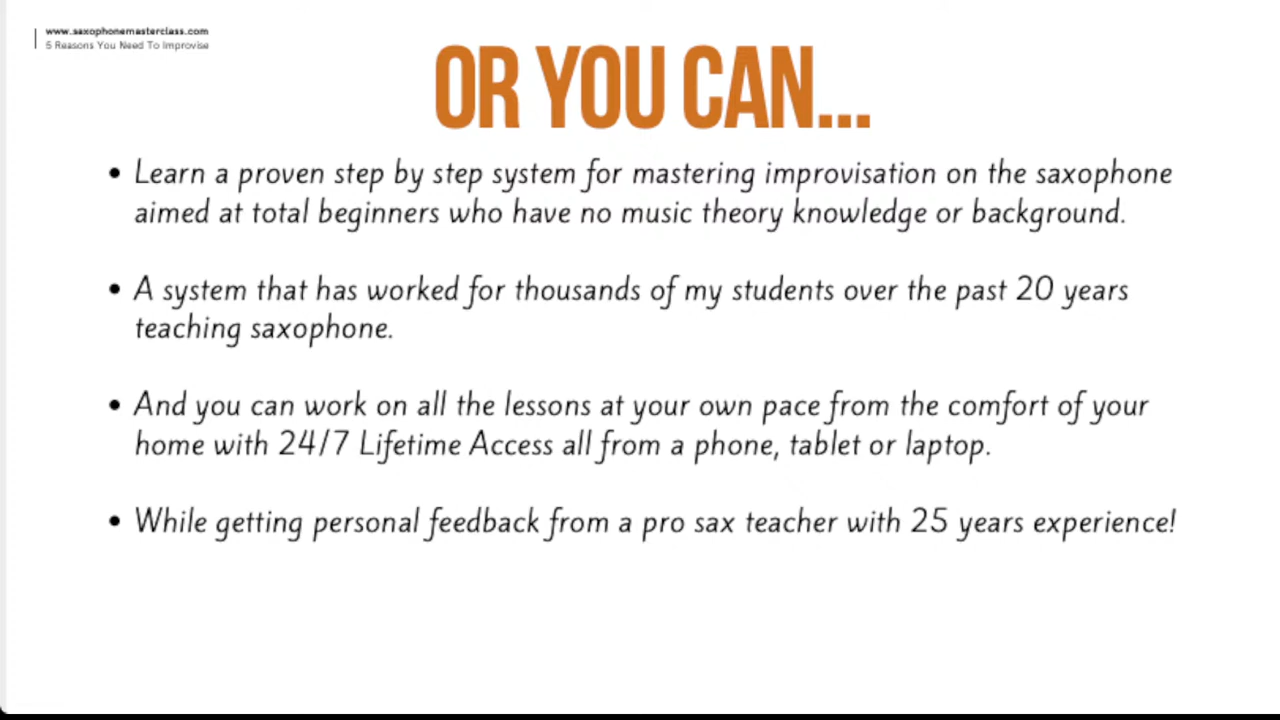 www.saxophonemasterclass.com
5 Reasons You Need To Improvise
OR YOU CAN...
• Learn a proven step by step system for mastering improvisation on the saxophone
aimed at total beginners who have no music theory knowledge or background.
• A system that has worked for thousands of my students over the past 20 years
teaching saxophone.
• And you can work on all the lessons at your own pace from the comfort of your
home with 24/7 Lifetime Access all from a phone, tablet or laptop.
• While getting personal feedback from a pro sax teacher with 25 years experience!